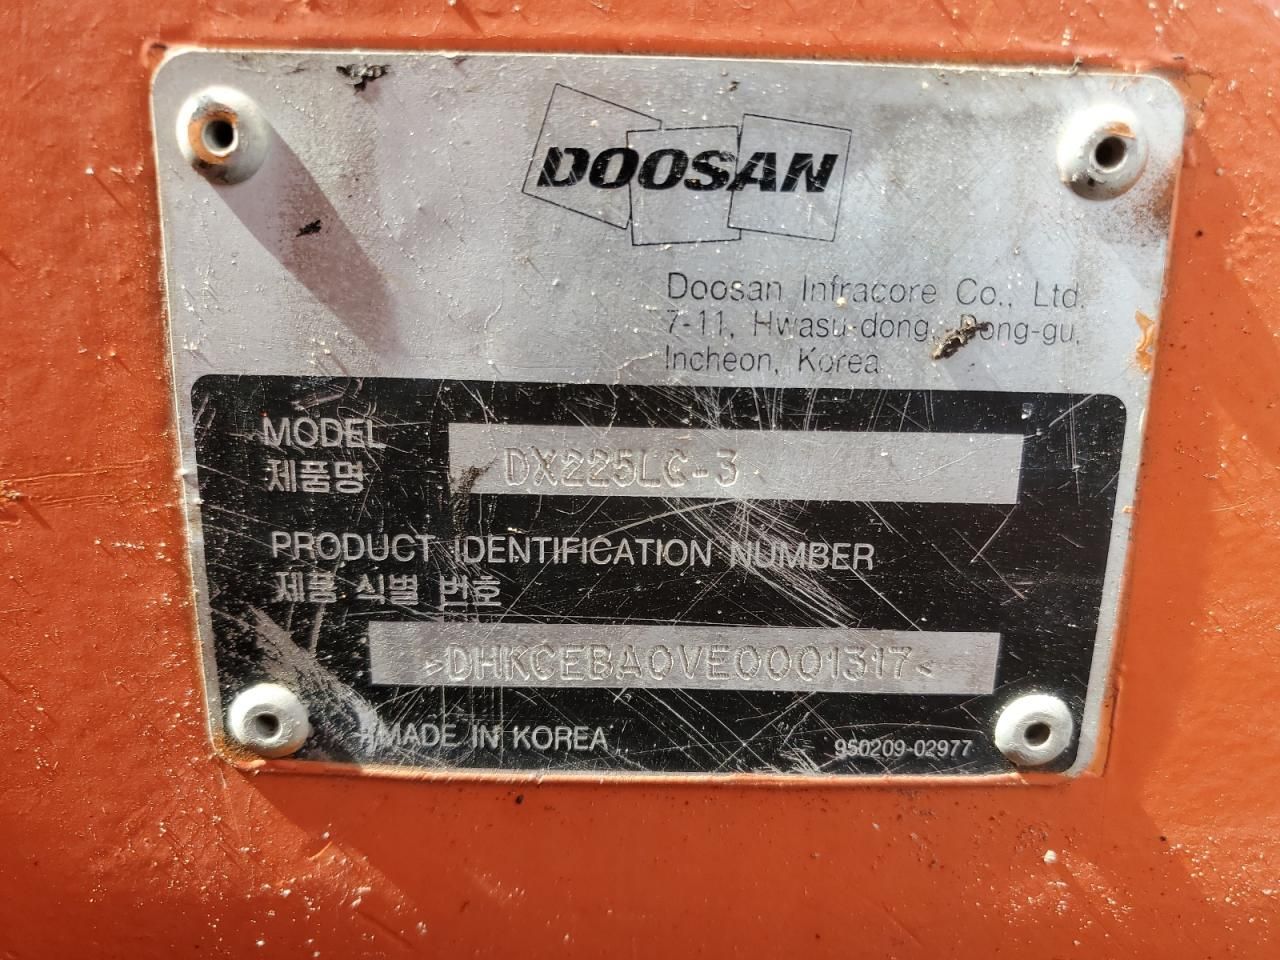 DOOSAN
Doosan Infracore Co., Ltd.
7-11, Hwasu-dong, Dong-gu,
Incheon, Korea
MODEL
제품명
DX225LC-3
PRODUCT IDENTIFICATION NUMBER
제품 식별 번호
>DHKCEBA0VE0001317<
MADE IN KOREA
950209-02977